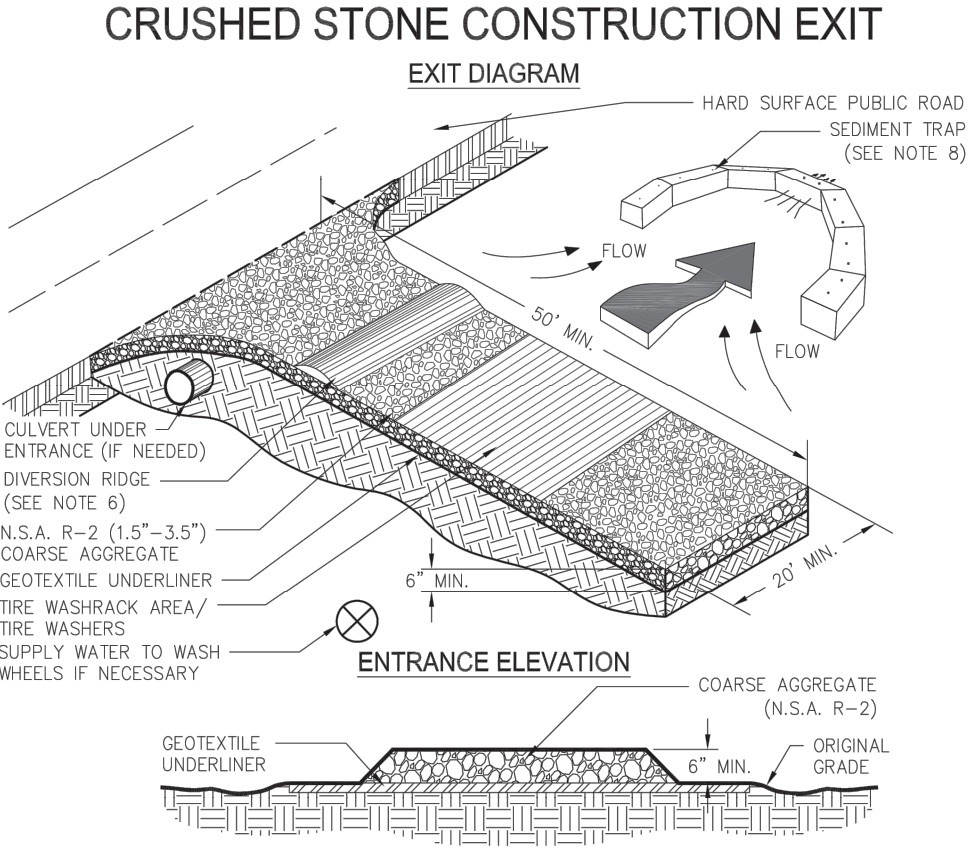 CRUSHED STONE CONSTRUCTION EXIT
EXIT DIAGRAM
HARD SURFACE PUBLIC ROAD
SEDIMENT TRAP
(SEE NOTE 8)
FLOW
50' MIN.
FLOW
CULVERT UNDER
ENTRANCE (IF NEEDED)
DIVERSION RIDGE
(SEE NOTE 6)
N.S.A. R-2 (1.5"-3.5")
COARSE AGGREGATE
GEOTEXTILE UNDERLINER
TIRE WASHRACK AREA/
TIRE WASHERS
SUPPLY WATER TO WASH
WHEELS IF NECESSARY
6" MIN.
20' MIN.
ENTRANCE ELEVATION
COARSE AGGREGATE
(N.S.A. R-2)
GEOTEXTILE
UNDERLINER
6" MIN.
ORIGINAL
GRADE